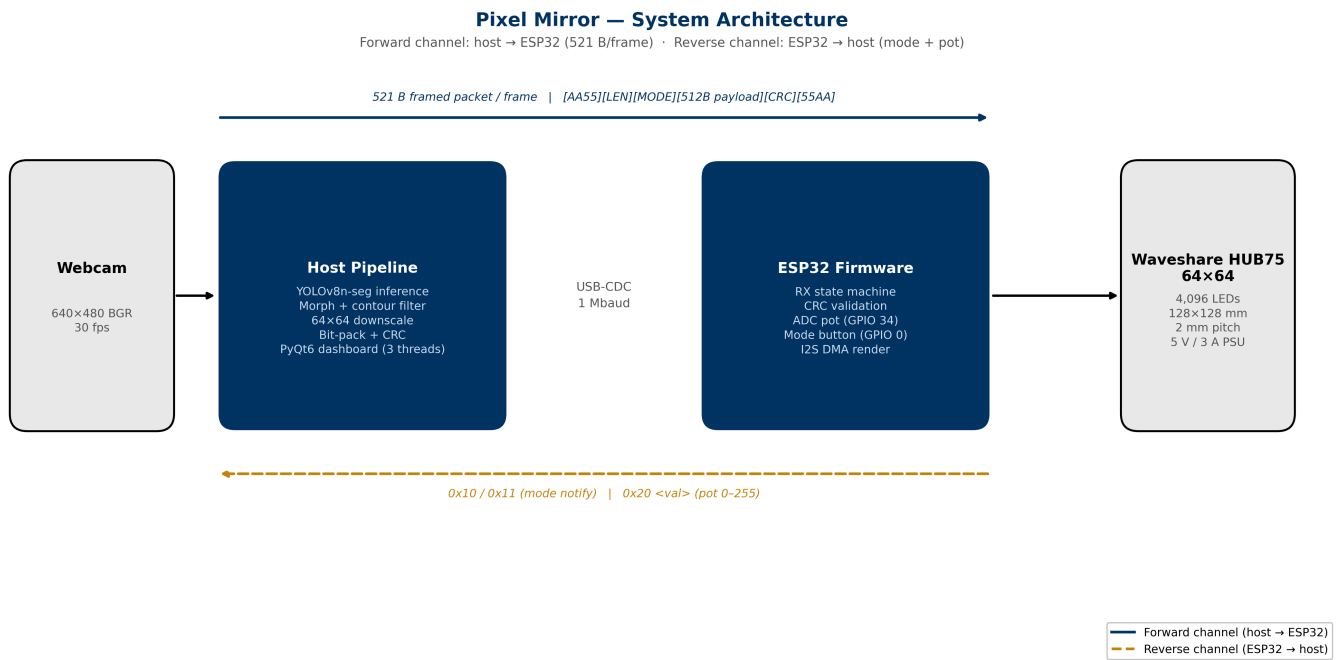 Pixel Mirror — System Architecture
Forward channel: host → ESP32 (521 B/frame)  ·  Reverse channel: ESP32 → host (mode + pot)
521 B framed packet / frame   |   [AA55][LEN][MODE][512B payload][CRC][55AA]
Webcam
640×480 BGR
30 fps
Host Pipeline
YOLOv8n-seg inference
Morph + contour filter
64×64 downscale
Bit-pack + CRC
PyQt6 dashboard (3 threads)
USB-CDC
1 Mbaud
ESP32 Firmware
RX state machine
CRC validation
ADC pot (GPIO 34)
Mode button (GPIO 0)
I2S DMA render
Waveshare HUB75
64×64
4,096 LEDs
128×128 mm
2 mm pitch
5 V / 3 A PSU
0x10 / 0x11 (mode notify)   |   0x20 <val> (pot 0–255)
Forward channel (host → ESP32)
Reverse channel (ESP32 → host)